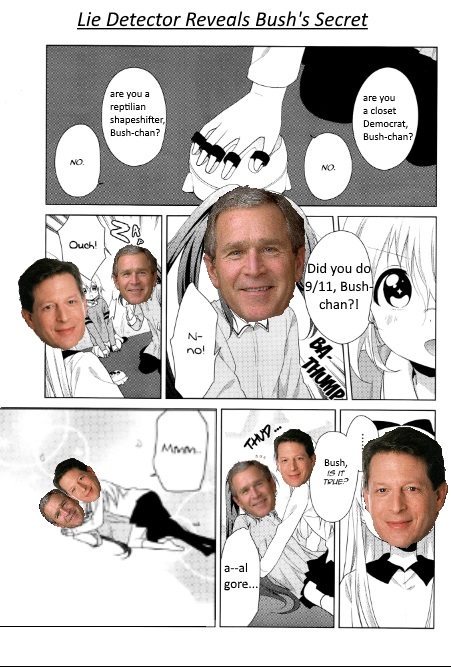 Lie Detector Reveals Bush's Secret
are you
a closet
Democrat,
Bush-chan?
NO.
are you a
reptilian
shapeshifter,
Bush-chan?
NO.
Did you do
9/11, Bush-
chan?!
BA-
THUMP
N-
no!
ZAP
Ouch!
...
Bush,
IS IT
TRUE?
THUD...
...
a--al
gore...
Mmm...